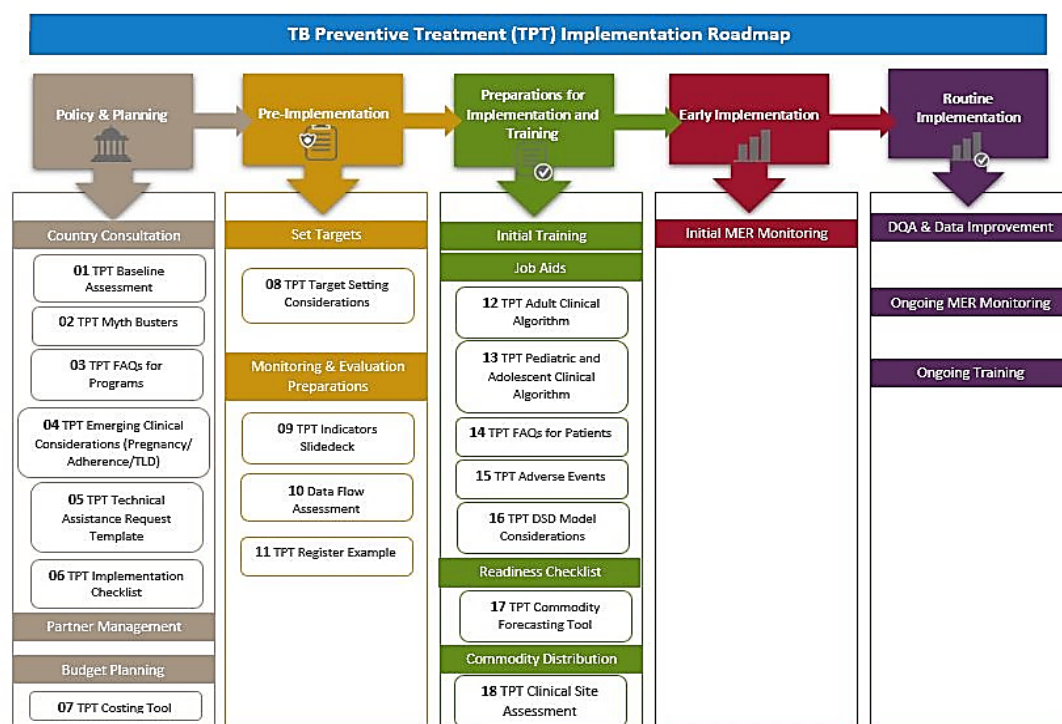 TB Preventive Treatment (TPT) Implementation Roadmap
Policy & Planning
Pre-Implementation
Preparations for
Implementation and
Training
Early Implementation
Routine
Implementation
Country Consultation
01 TPT Baseline
Assessment
02 TPT Myth Busters
03 TPT FAQs for
Programs
04 TPT Emerging Clinical
Considerations (Pregnancy/
Adherence/TLD)
05 TPT Technical
Assistance Request
Template
06 TPT Implementation
Checklist
Partner Management
Budget Planning
07 TPT Costing Tool
Set Targets
08 TPT Target Setting
Considerations
Monitoring & Evaluation
Preparations
09 TPT Indicators
Slidedeck
10 Data Flow
Assessment
11 TPT Register Example
Initial Training
Job Aids
12 TPT Adult Clinical
Algorithm
13 TPT Pediatric and
Adolescent Clinical
Algorithm
14 TPT FAQs for Patients
15 TPT Adverse Events
16 TPT DSD Model
Considerations
Readiness Checklist
17 TPT Commodity
Forecasting Tool
Commodity Distribution
18 TPT Clinical Site
Assessment
Initial MER Monitoring
DQA & Data Improvement
Ongoing MER Monitoring
Ongoing Training